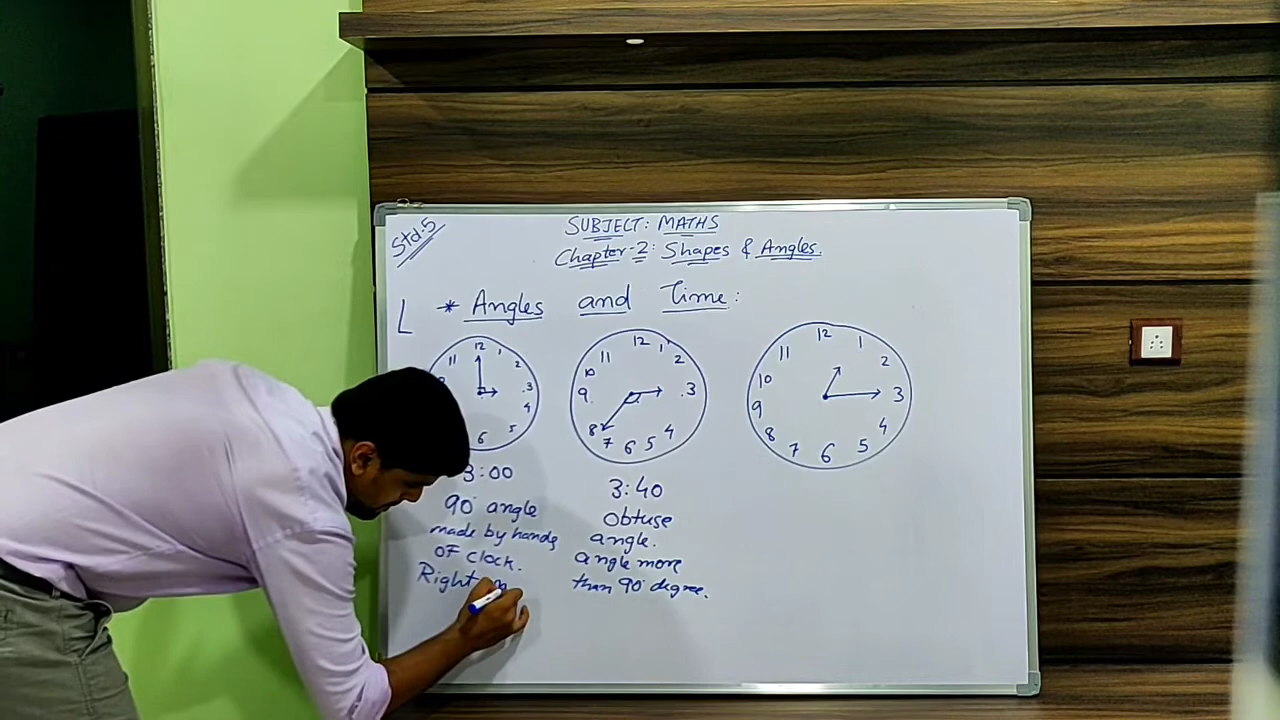 Std:5
SUBJECT: MATHS
Chapter-2: Shapes & Angles.
* Angles and Time:
12 1 2 3 4 5 6 11
12 1 2 3 4 5 6 7 8 9 10 11
12 1 2 3 4 5 6 7 8 9 10 11
3:00
90° angle
made by hands
OF clock.
Right
3:40
Obtuse
angle.
angle more
than 90° degree.